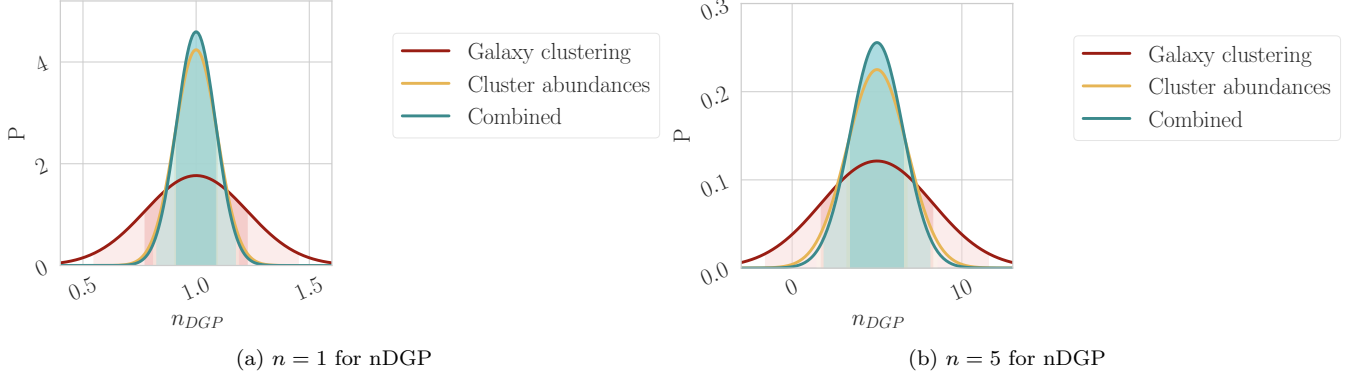 P
4
2
0
0.5
1.0
1.5
n_{DGP}
Galaxy clustering
Cluster abundances
Combined
(a) n = 1 for nDGP
P
0.3
0.2
0.1
0.0
0
10
n_{DGP}
Galaxy clustering
Cluster abundances
Combined
(b) n = 5 for nDGP